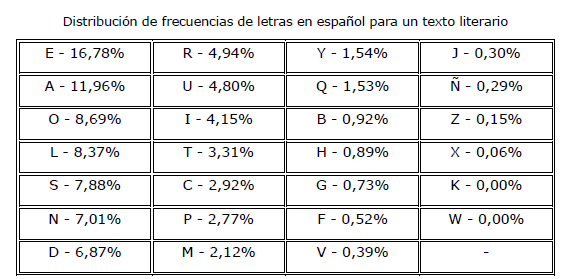 Distribución de frecuencias de letras en español para un texto literario
E - 16,78% R - 4,94% Y - 1,54% J - 0,30%
A - 11,96% U - 4,80% Q - 1,53% Ñ - 0,29%
O - 8,69% I - 4,15% B - 0,92% Z - 0,15%
L - 8,37% T - 3,31% H - 0,89% X - 0,06%
S - 7,88% C - 2,92% G - 0,73% K - 0,00%
N - 7,01% P - 2,77% F - 0,52% W - 0,00%
D - 6,87% M - 2,12% V - 0,39% -